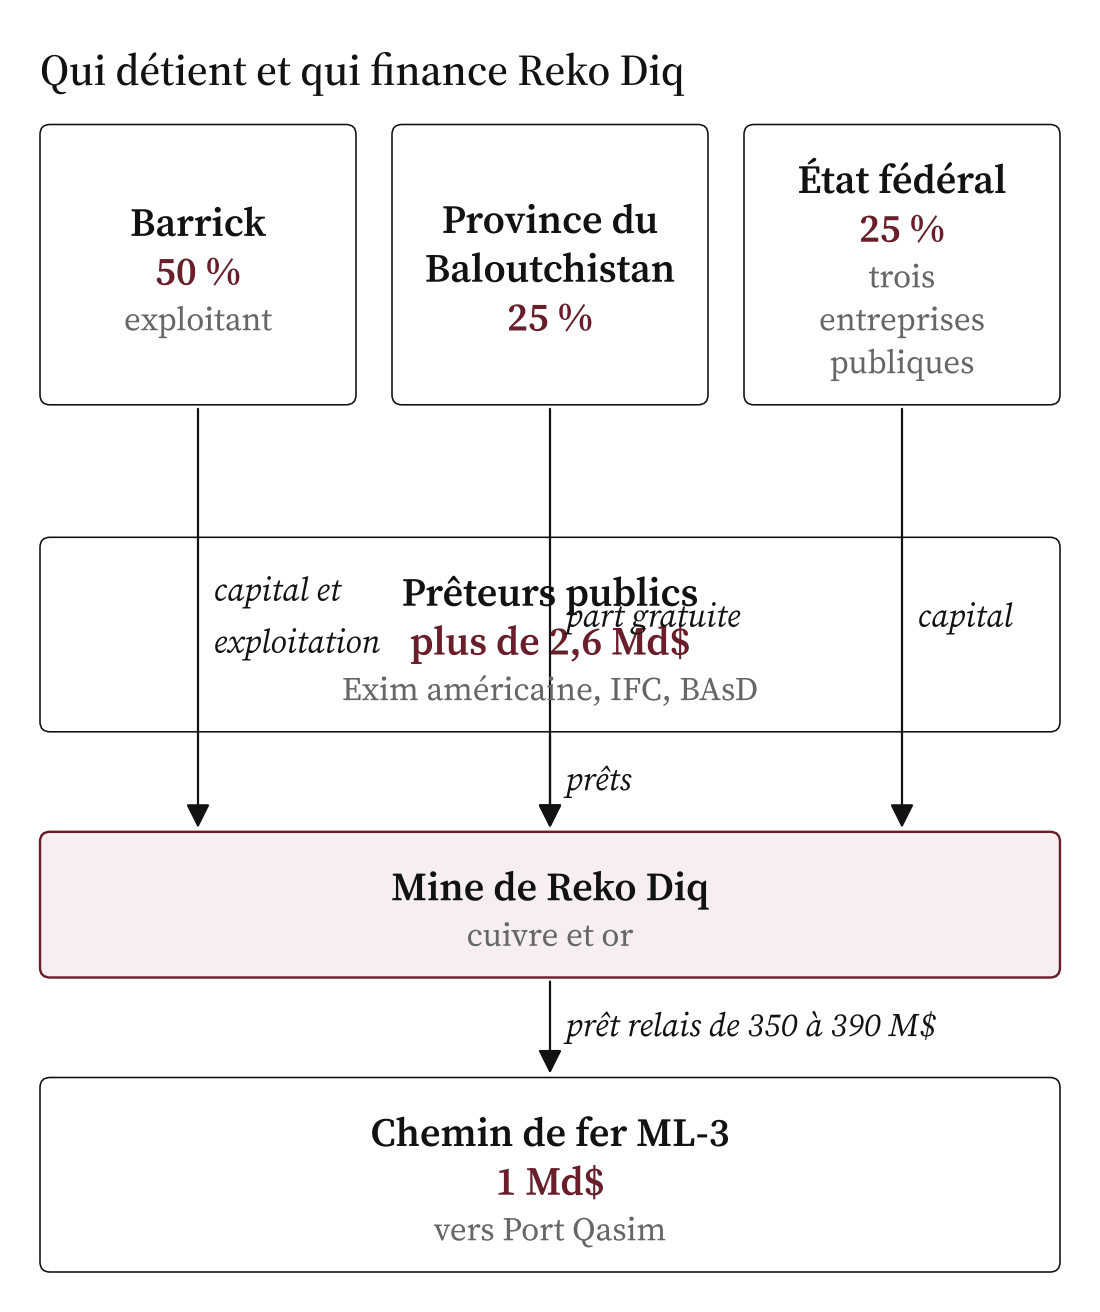 Qui détient et qui finance Reko Diq
Barrick
50 %
exploitant
Province du
Baloutchistan
25 %
État fédéral
25 %
trois
entreprises
publiques
capital et
exploitation
Prêteurs publics
plus de 2,6 Md$
Exim américaine, IFC, BAsD
part gratuite
capital
prêts
Mine de Reko Diq
cuivre et or
prêt relais de 350 à 390 M$
Chemin de fer ML-3
1 Md$
vers Port Qasim